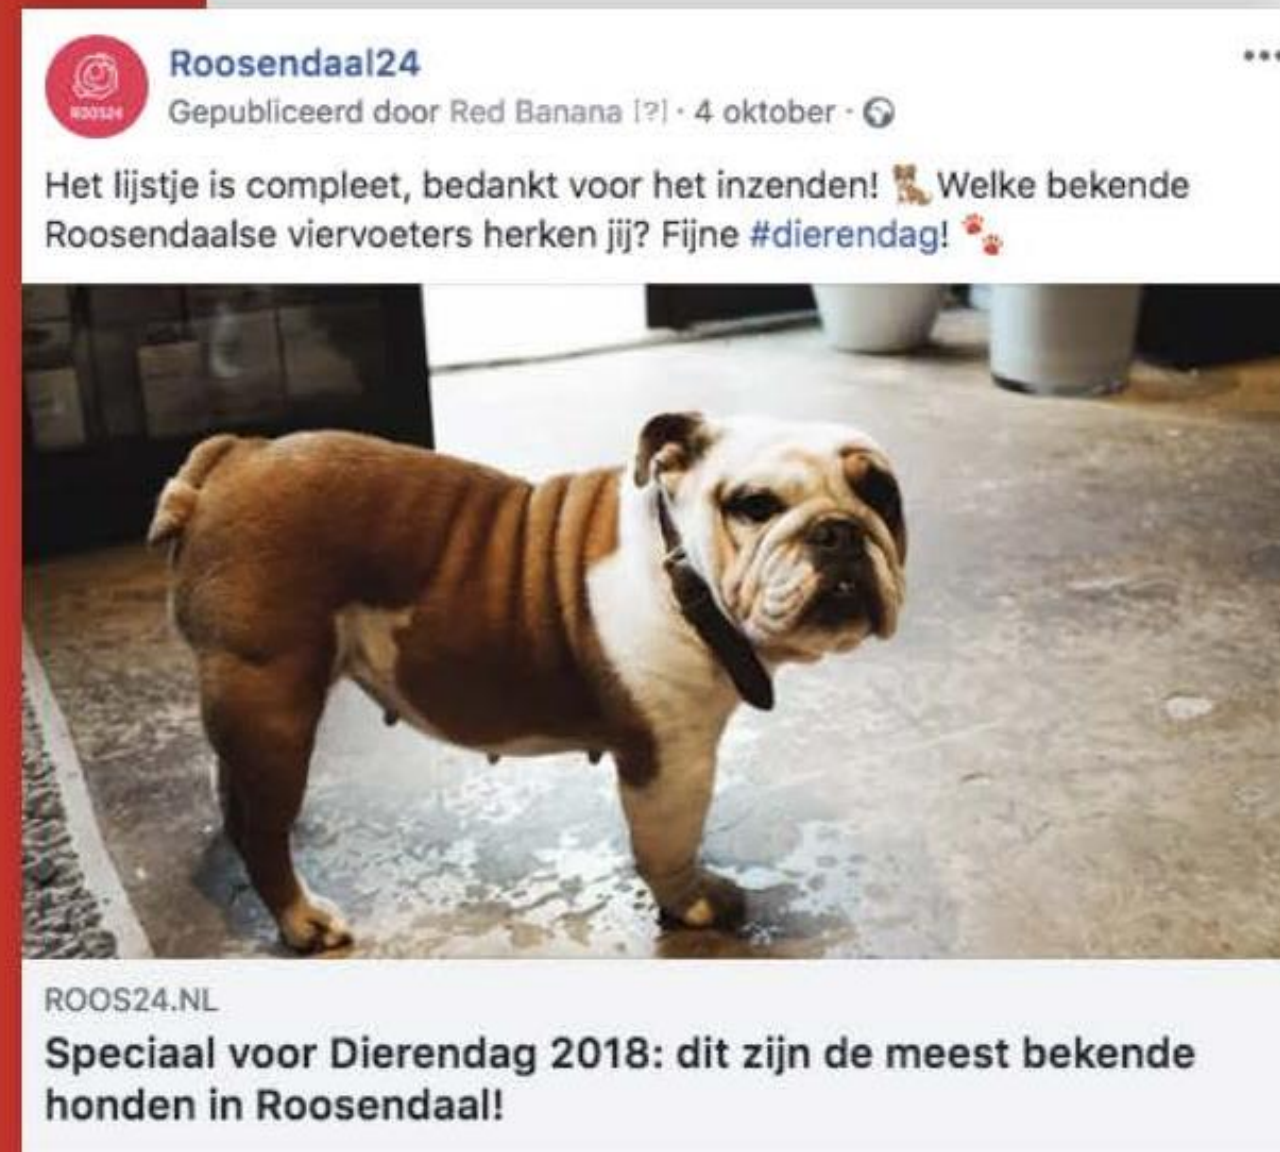 Roosendaal24
Gepubliceerd door Red Banana [?] · 4 oktober ·
Het lijstje is compleet, bedankt voor het inzenden! 🐕 Welke bekende
Roosendaalse viervoeters herken jij? Fijne #dierendag! 🐾
ROOS24
ROOS24.NL
Speciaal voor Dierendag 2018: dit zijn de meest bekende
honden in Roosendaal!